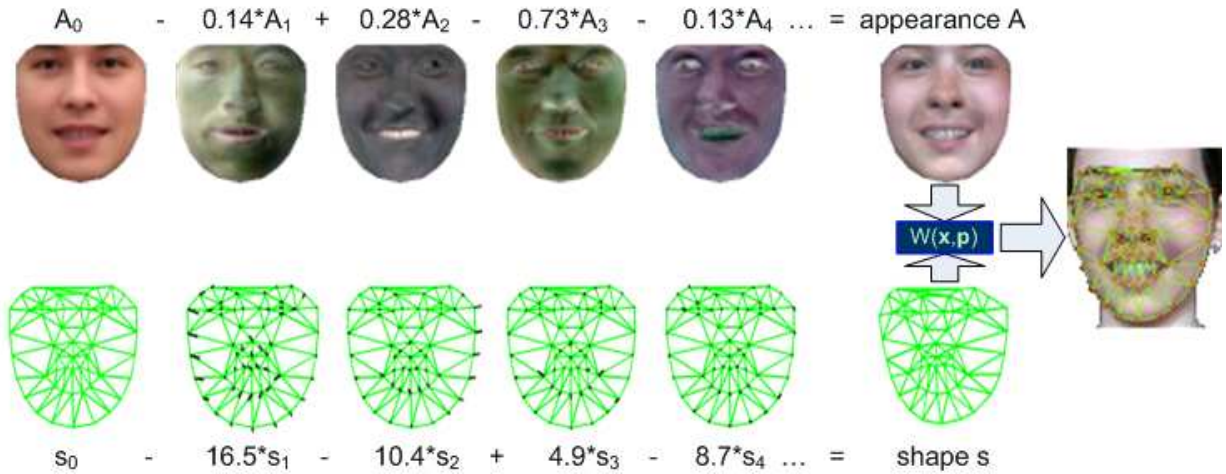 A₀ - 0.14*A₁ + 0.28*A₂ - 0.73*A₃ - 0.13*A₄ … = appearance A
W(x,p)
s₀ - 16.5*s₁ - 10.4*s₂ + 4.9*s₃ - 8.7*s₄ … = shape s